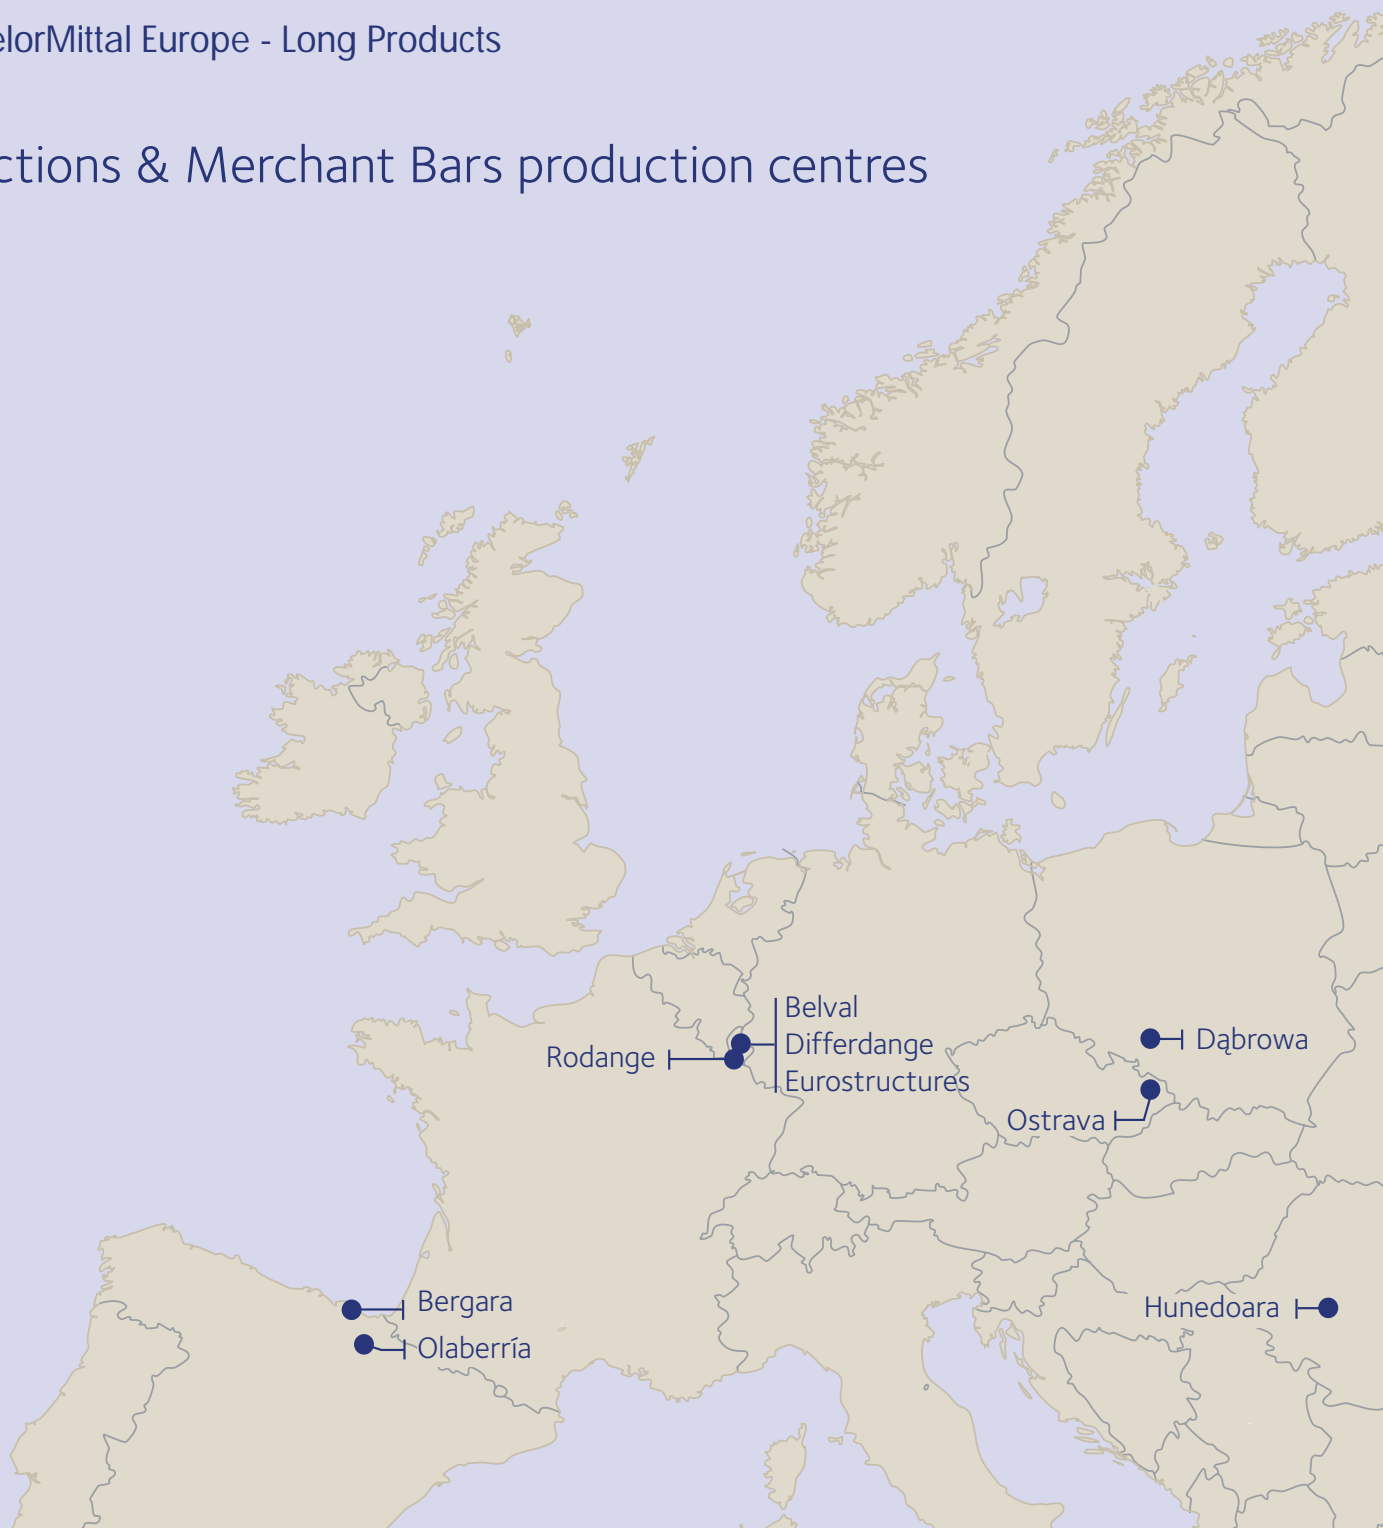 elorMittal Europe - Long Products
ctions & Merchant Bars production centres
Belval
Differdange
Eurostructures
Rodange
Dąbrowa
Ostrava
Bergara
Olaberría
Hunedoara